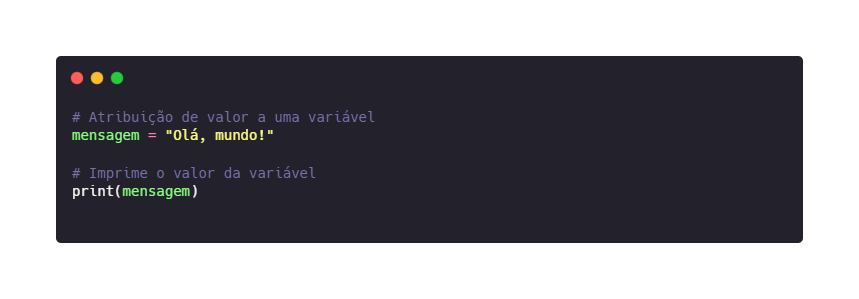 # Atribuição de valor a uma variável
mensagem = "Olá, mundo!"
# Imprime o valor da variável
print(mensagem)